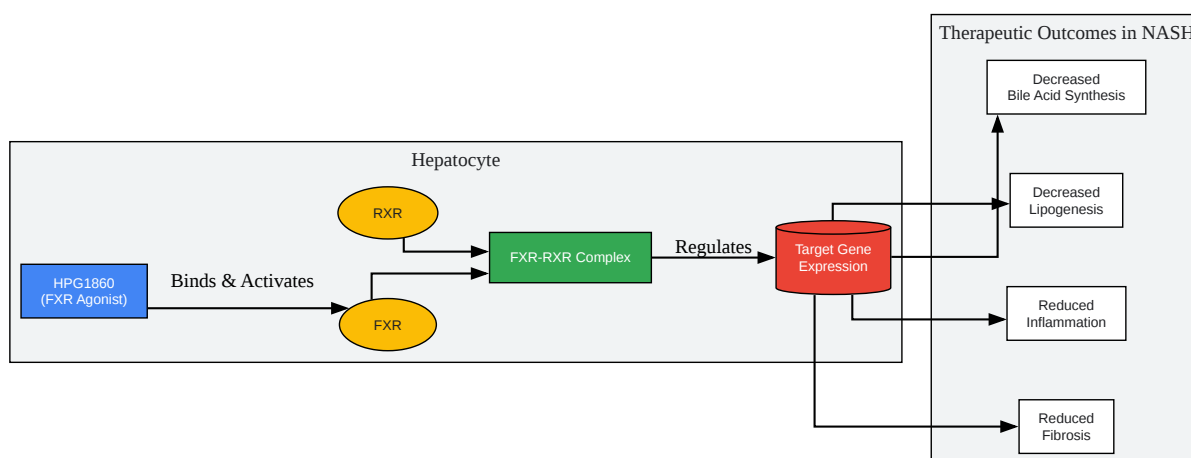 Therapeutic Outcomes in NASH
Decreased
Bile Acid Synthesis
Hepatocyte
Decreased
Lipogenesis
RXR
HPG1860
(FXR Agonist)
Binds & Activates
FXR
FXR-RXR Complex
Regulates
Target Gene
Expression
Reduced
Inflammation
Reduced
Fibrosis